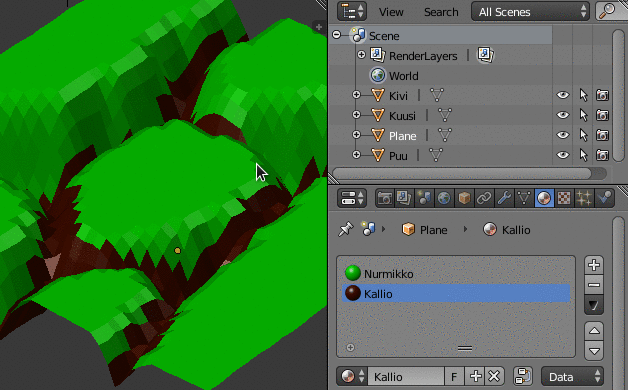 View Search All Scenes
Scene
RenderLayers |
World
Kivi |
Kuusi |
Plane |
Puu |
Plane Kallio
Nurmikko
Kallio
Kallio F Data